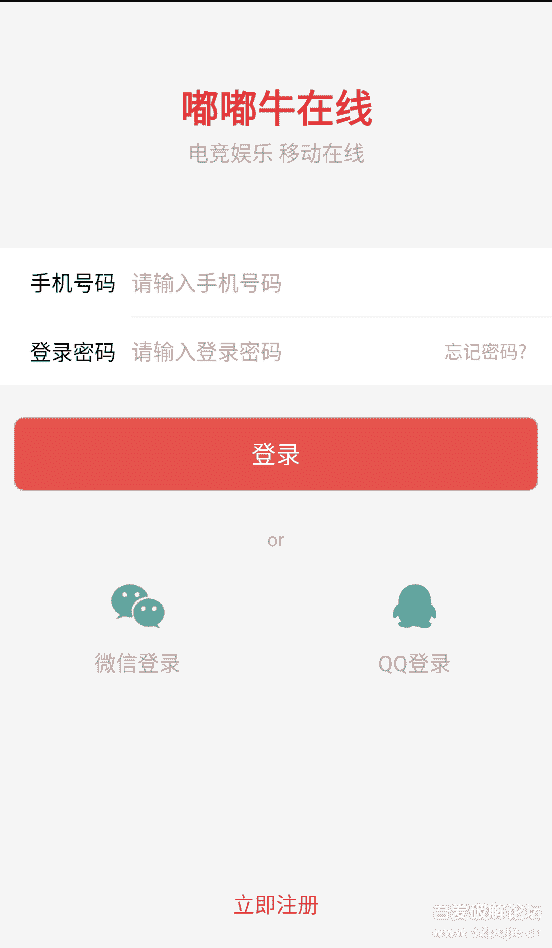 嘟嘟牛在线
电竞娱乐 移动在线
手机号码 请输入手机号码
登录密码 请输入登录密码 忘记密码?
登录
or
微信登录 QQ登录
立即注册